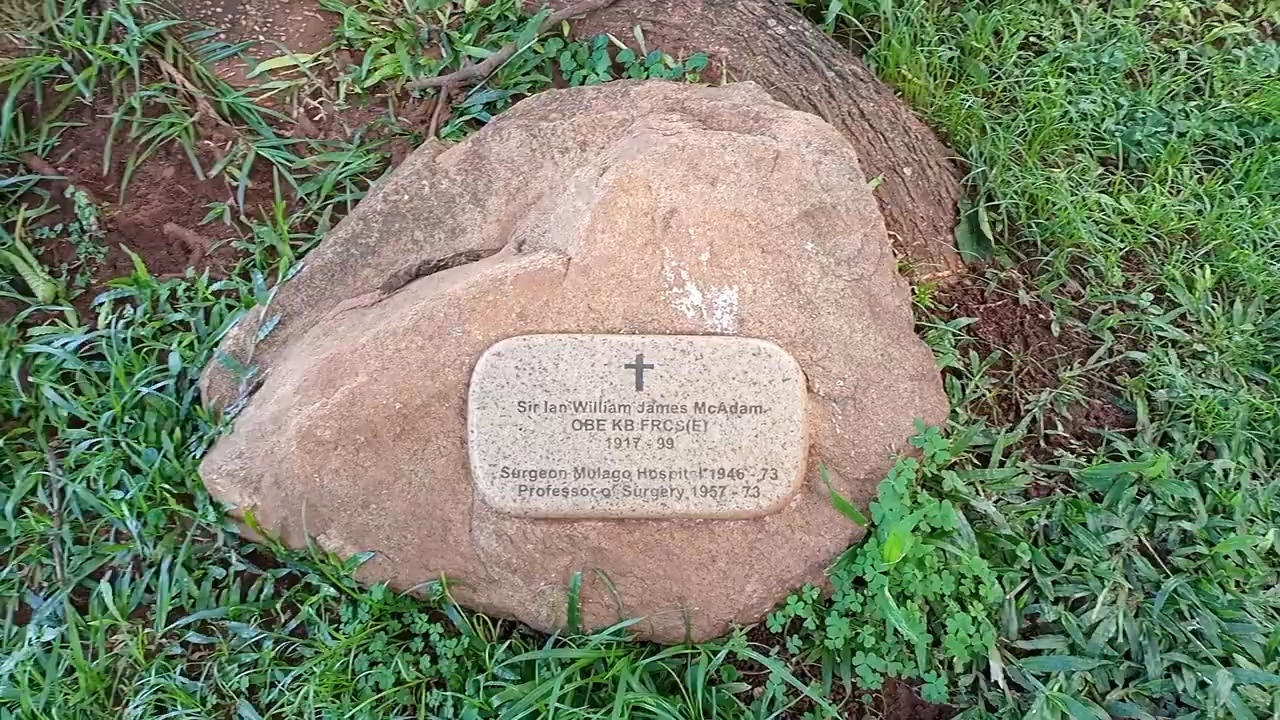 Sir Ian William James McAdam
OBE KB FRCS(E)
1917 - 99
Surgeon Mulago Hospital 1946 - 73
Professor of Surgery 1957 - 73